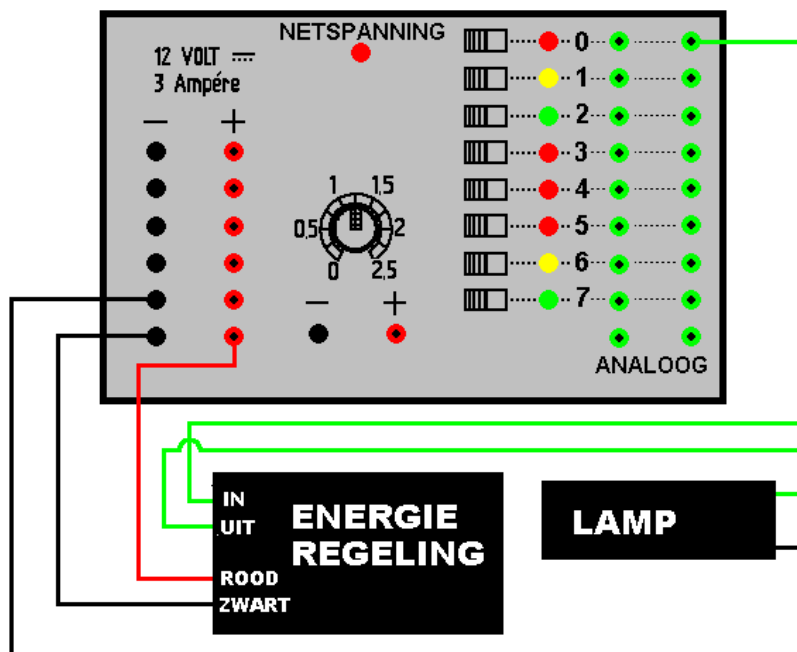 NETSPANNING
12 VOLT
3 Ampére
− +
0
1
2
3
4
5
6
7
0 0,5 1 1,5 2 2,5
− +
ANALOOG
IN
UIT
ENERGIE
REGELING
ROOD
ZWART
LAMP